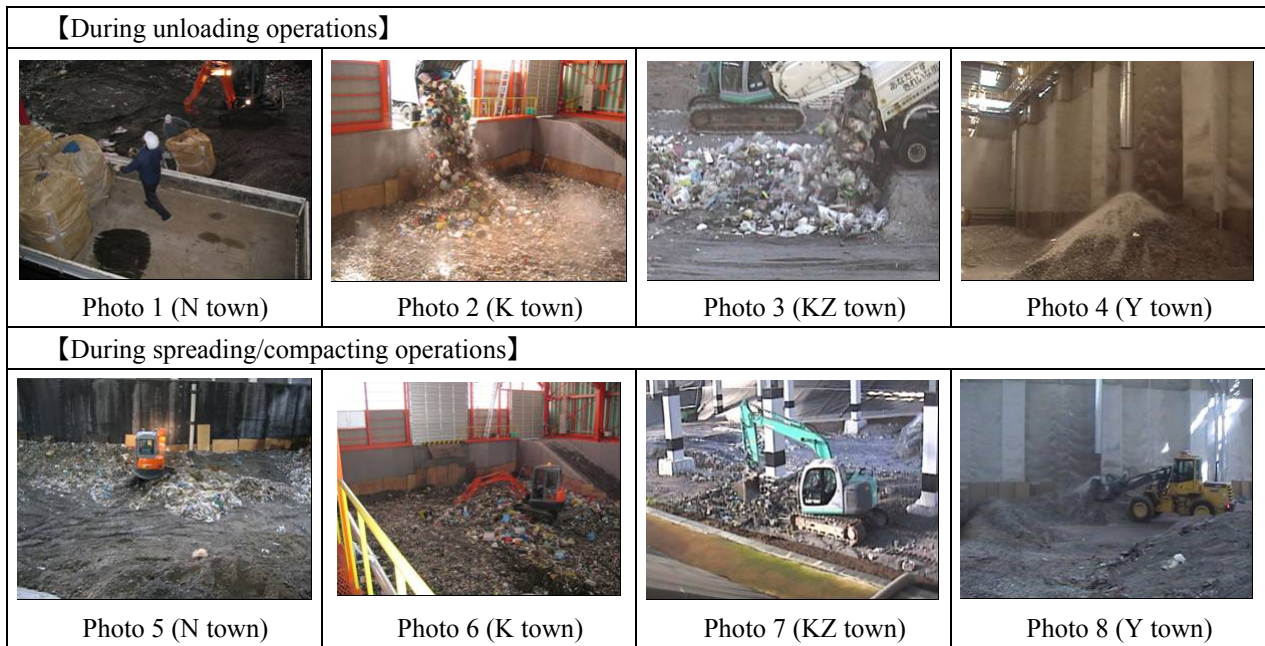 【During unloading operations】
Photo 1 (N town)
Photo 2 (K town)
Photo 3 (KZ town)
Photo 4 (Y town)
【During spreading/compacting operations】
Photo 5 (N town)
Photo 6 (K town)
Photo 7 (KZ town)
Photo 8 (Y town)